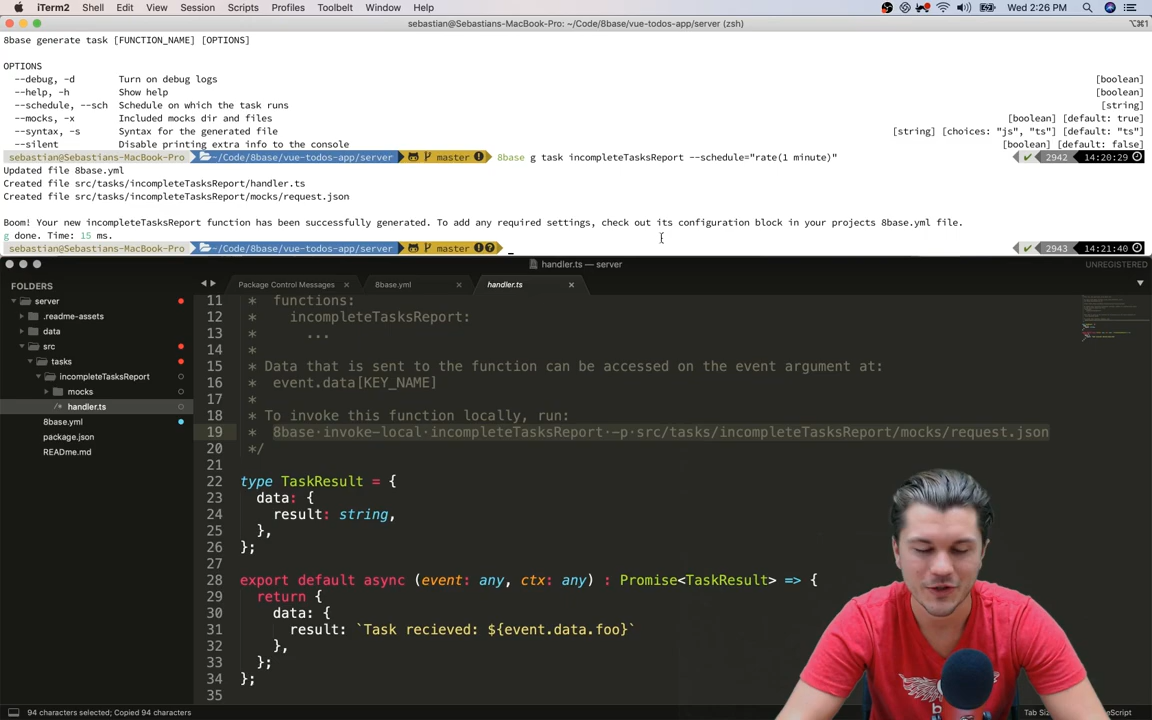 iTerm2 Shell Edit View Session Scripts Profiles Toolbelt Window Help Wed 2:26 PM
sebastian@Sebastians-MacBook-Pro: ~/Code/8base/vue-todos-app/server (zsh) ⌥⌘1
8base generate task [FUNCTION_NAME] [OPTIONS]
OPTIONS
--debug, -d Turn on debug logs [boolean]
--help, -h Show help [boolean]
--schedule, --sch Schedule on which the task runs [string]
--mocks, -x Included mocks dir and files [boolean] [default: true]
--syntax, -s Syntax for the generated file [string] [choices: "js", "ts"] [default: "ts"]
--silent Disable printing extra info to the console [boolean] [default: false]
sebastian@Sebastians-MacBook-Pro ~/Code/8base/vue-todos-app/server master 8base g task incompleteTasksReport --schedule="rate(1 minute)" ✔ 2942 14:20:29
Updated file 8base.yml
Created file src/tasks/incompleteTasksReport/handler.ts
Created file src/tasks/incompleteTasksReport/mocks/request.json
Boom! Your new incompleteTasksReport function has been successfully generated. To add any required settings, check out its configuration block in your projects 8base.yml file.
g done. Time: 15 ms.
sebastian@Sebastians-MacBook-Pro ~/Code/8base/vue-todos-app/server master ✔ 2943 14:21:40
handler.ts — server UNREGISTERED
FOLDERS
server
.readme-assets
data
src
tasks
incompleteTasksReport
mocks
/* handler.ts
8base.yml
package.json
READme.md
Package Control Messages × 8base.yml × handler.ts ×
11 * functions:
12 * incompleteTasksReport:
13 * ...
14 *
15 * Data that is sent to the function can be accessed on the event argument at:
16 * event.data[KEY_NAME]
17 *
18 * To invoke this function locally, run:
19 * 8base·invoke-local·incompleteTasksReport·-p·src/tasks/incompleteTasksReport/mocks/request.json
20 */
21
22 type TaskResult = {
23 data: {
24 result: string,
25 },
26 };
27
28 export default async (event: any, ctx: any) : Promise<TaskResult> => {
29 return {
30 data: {
31 result: `Task recieved: ${event.data.foo}`
32 },
33 };
34 };
35
94 characters selected; Copied 94 characters Tab Siz